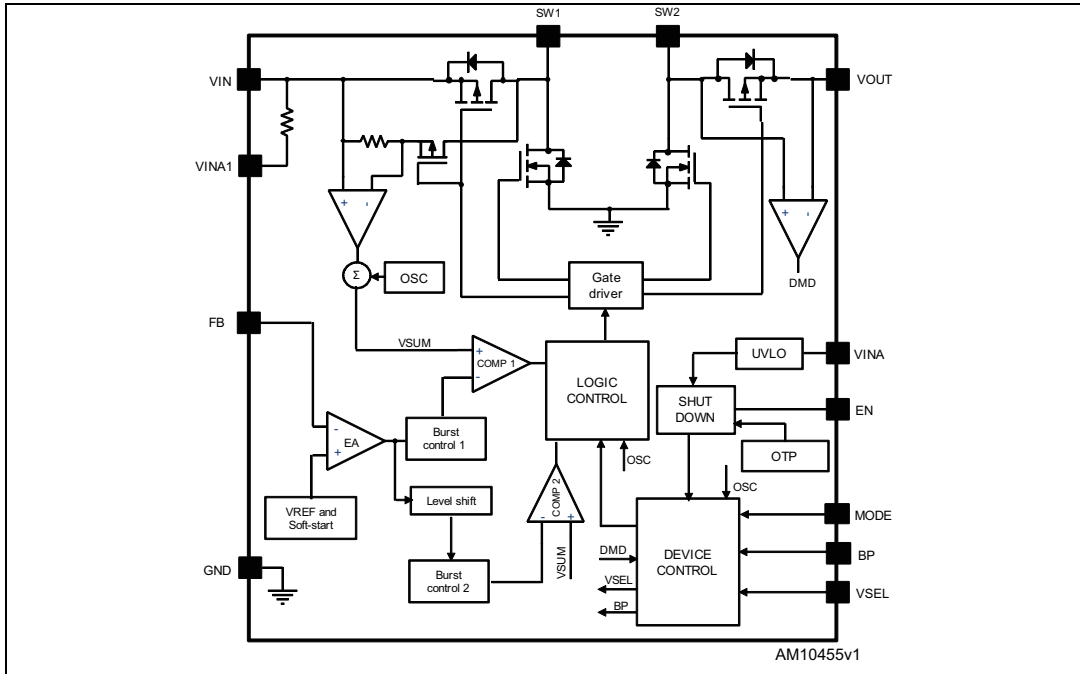 SW1
SW2
VIN
VOUT
VINA1
+
-
+
-
DMD
Σ
OSC
Gate
driver
FB
VSUM
+
COMP 1
-
LOGIC
CONTROL
UVLO
VINA
SHUT
DOWN
EN
OTP
-
EA
+
Burst
control 1
OSC
VREF and
Soft-start
Level shift
COMP 2
-
+
VSUM
OSC
MODE
GND
Burst
control 2
DMD
VSEL
BP
DEVICE
CONTROL
BP
VSEL
AM10455v1